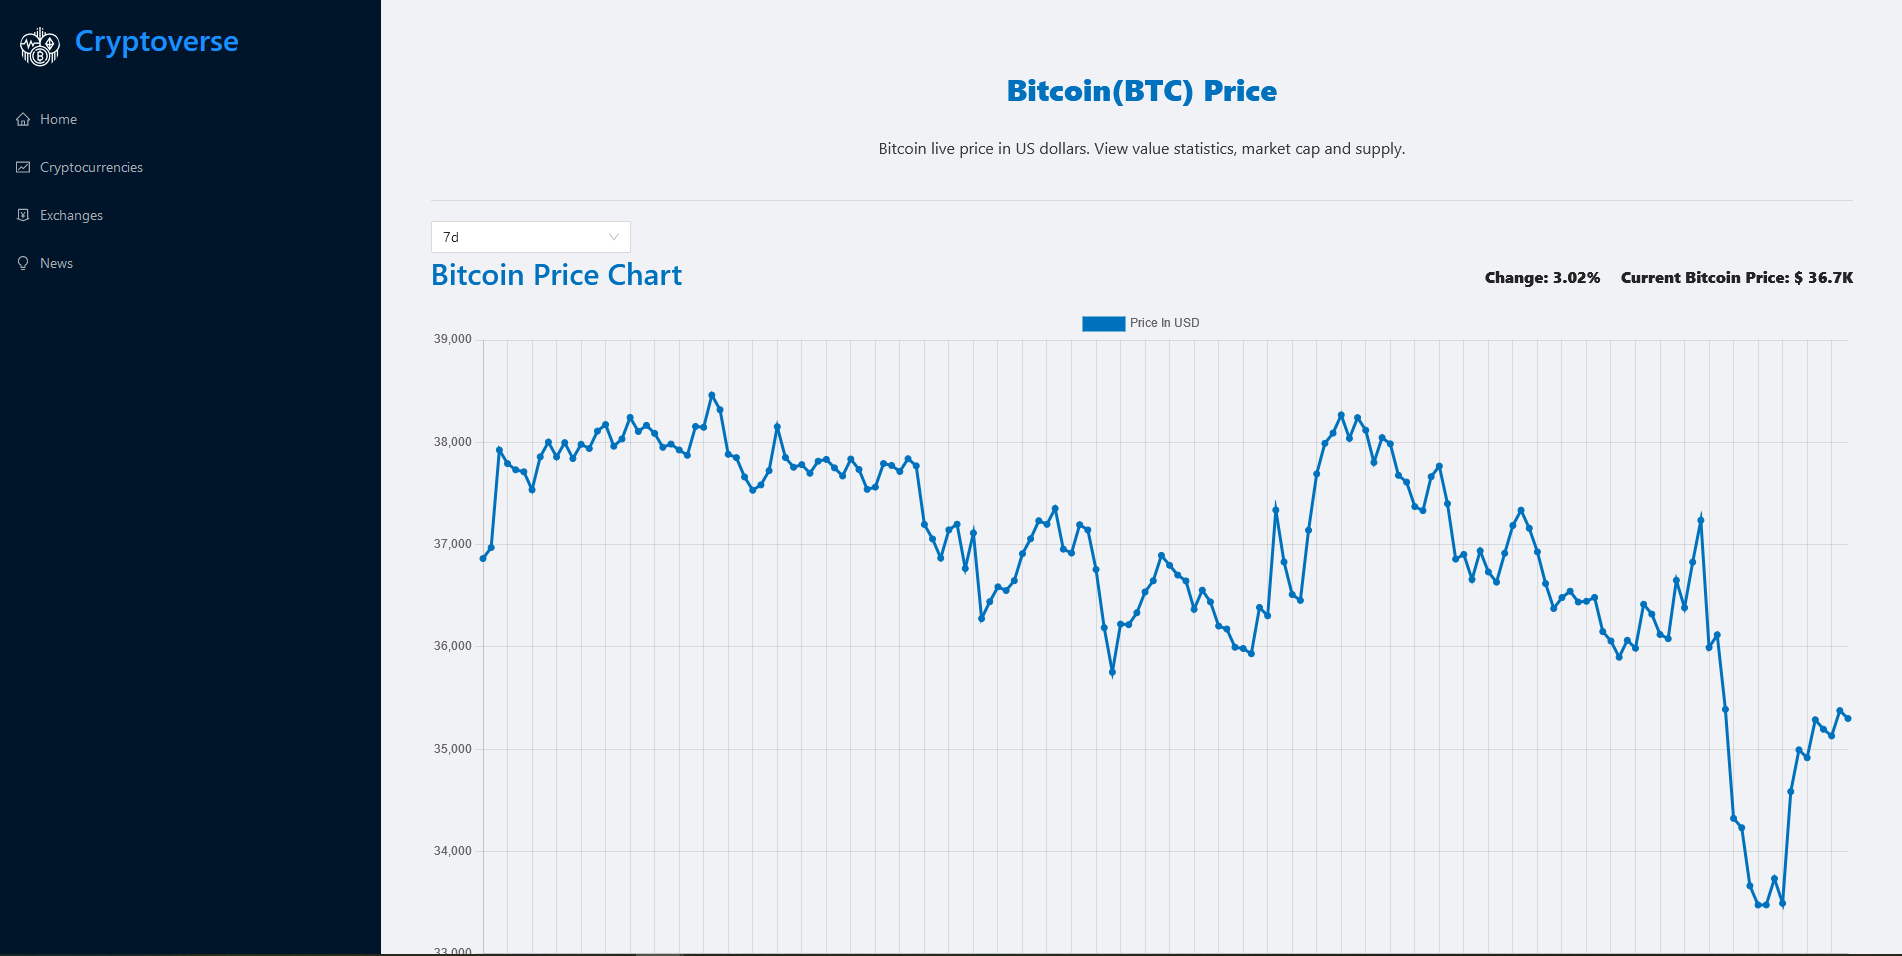 Cryptoverse
Home
Cryptocurrencies
Exchanges
News
Bitcoin(BTC) Price
Bitcoin live price in US dollars. View value statistics, market cap and supply.
7d
Bitcoin Price Chart
Change: 3.02% Current Bitcoin Price: $ 36.7K
Price In USD
39,000
38,000
37,000
36,000
35,000
34,000
33,000